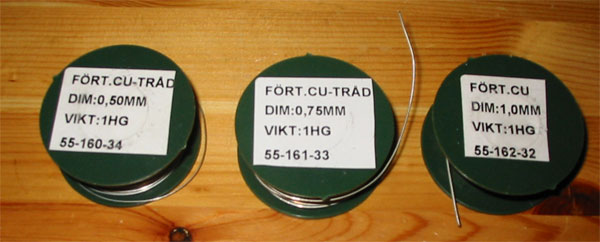 FÖRT.CU-TRÅD
DIM:0,50MM
VIKT:1HG
55-160-34
FÖRT.CU-TRÅD
DIM:0,75MM
VIKT:1HG
55-161-33
FÖRT.CU
DIM:1,0MM
VIKT:1HG
55-162-32